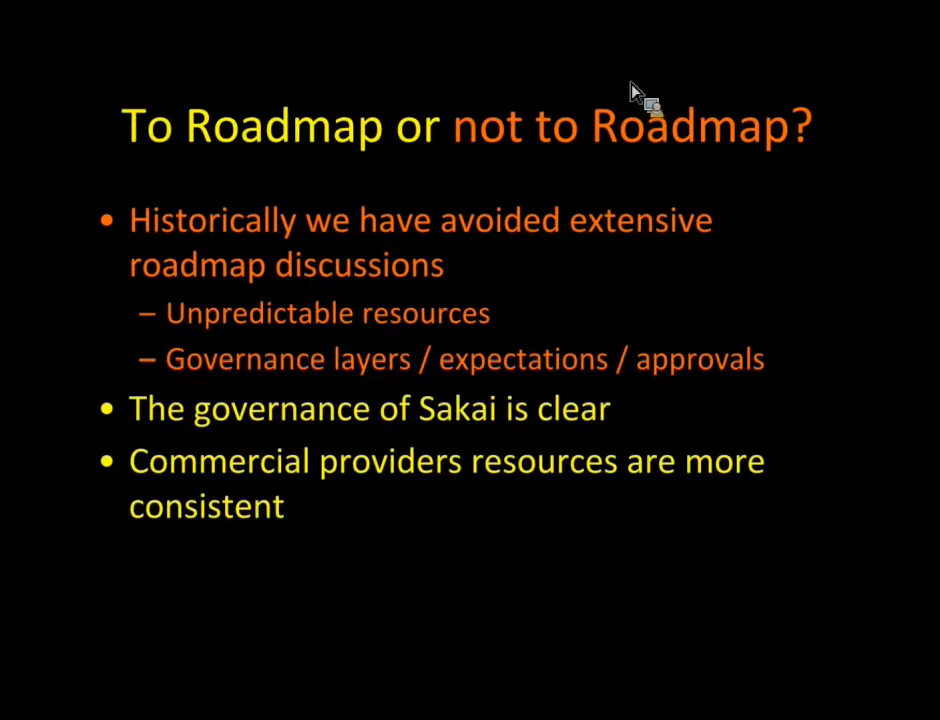 To Roadmap or not to Roadmap?
• Historically we have avoided extensive
roadmap discussions
– Unpredictable resources
– Governance layers / expectations / approvals
• The governance of Sakai is clear
• Commercial providers resources are more
consistent